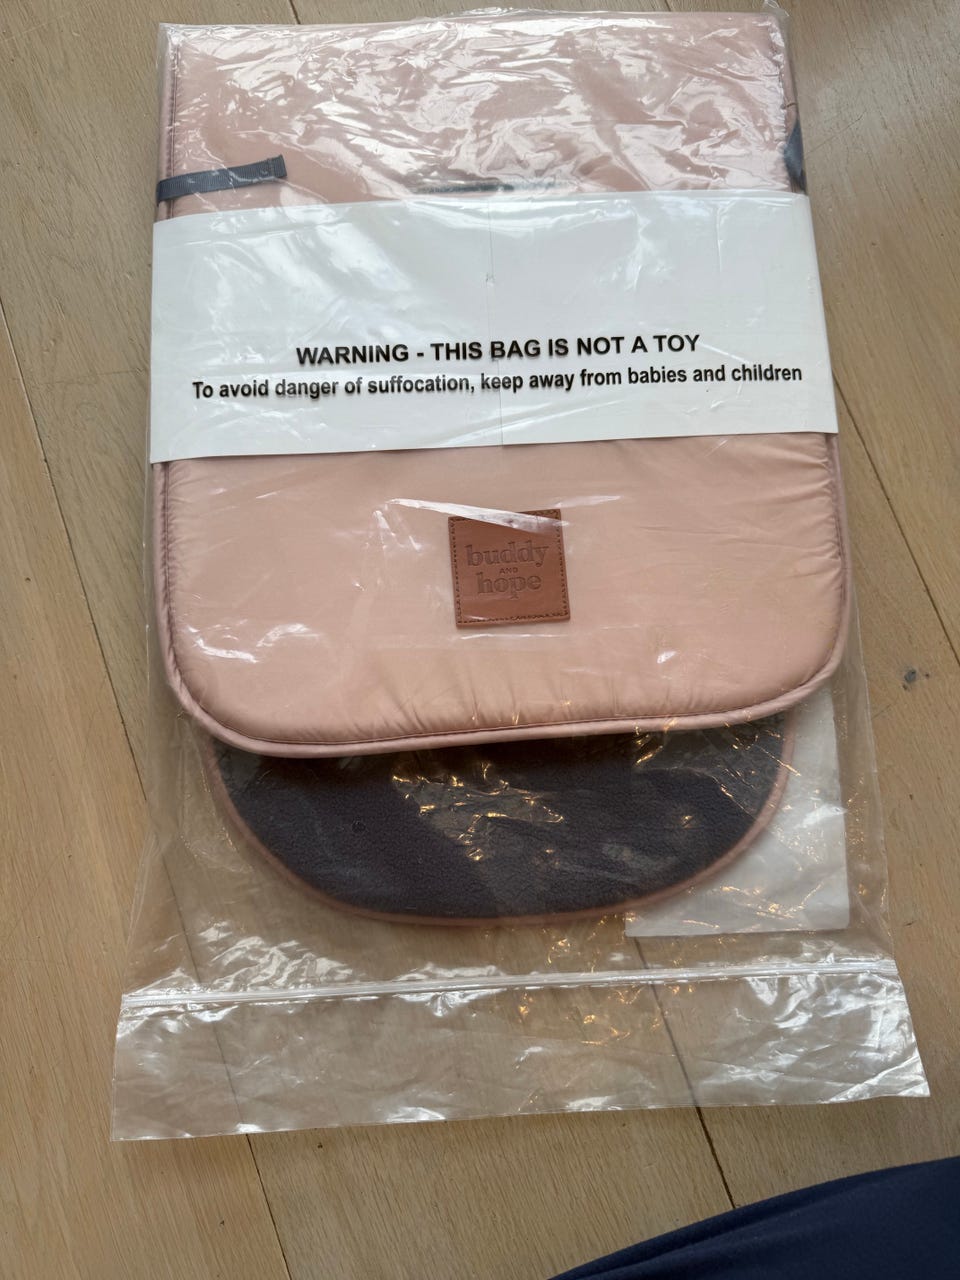 WARNING - THIS BAG IS NOT A TOY
To avoid danger of suffocation, keep away from babies and children
buddy
AND
hope